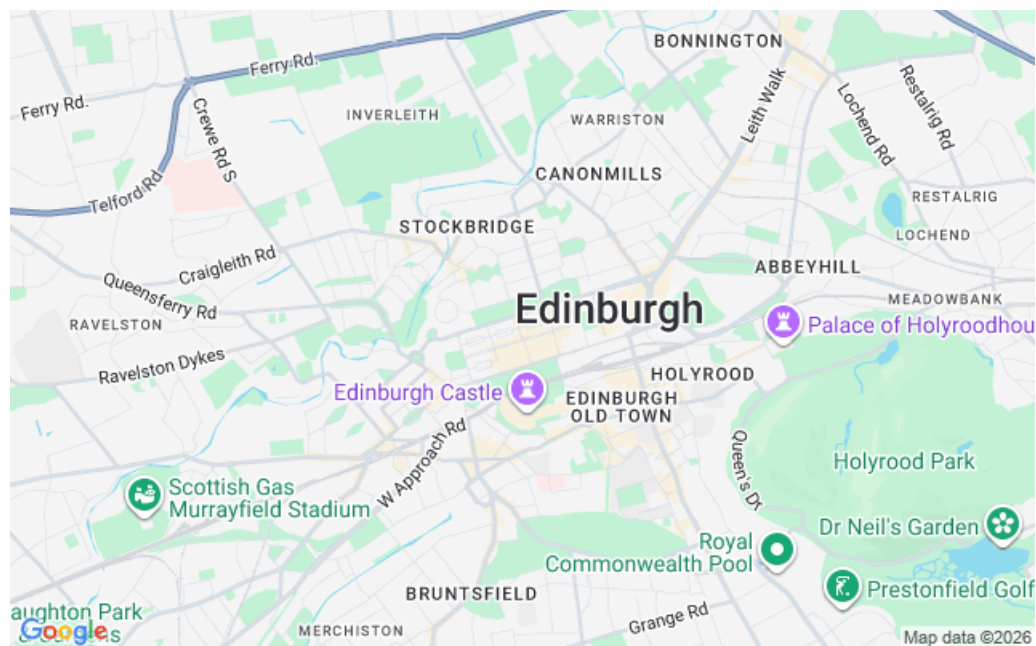 BONNINGTON
Ferry Rd.
Ferry Rd.
Crewe Rd S
INVERLEITH
WARRISTON
Leith Walk
Lochend Rd
Restalrig Rd
Telford Rd
CANONMILLS
RESTALRIG
STOCKBRIDGE
LOCHEND
Craigleith Rd
ABBEYHILL
Queensferry Rd
MEADOWBANK
RAVELSTON
Edinburgh
Palace of Holyroodhou
Ravelston Dykes
HOLYROOD
Edinburgh Castle
EDINBURGH
OLD TOWN
W Approach Rd
Queen's Dr
Holyrood Park
Scottish Gas
Murrayfield Stadium
Dr Neil's Garden
Royal
Commonwealth Pool
Prestonfield Golf
BRUNTSFIELD
aughton Park
Grange Rd
MERCHISTON
Google
Map data ©2026